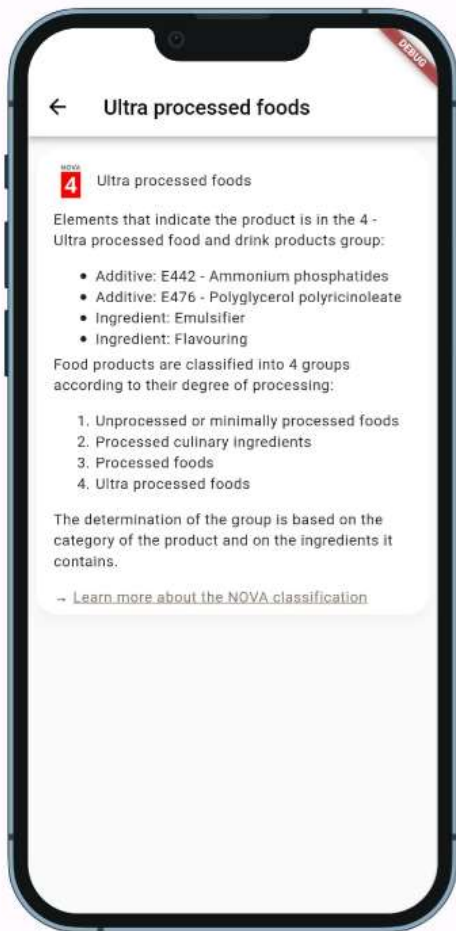 DEBUG
← Ultra processed foods
NOVA
4 Ultra processed foods
Elements that indicate the product is in the 4 -
Ultra processed food and drink products group:
• Additive: E442 - Ammonium phosphatides
• Additive: E476 - Polyglycerol polyricinoleate
• Ingredient: Emulsifier
• Ingredient: Flavouring
Food products are classified into 4 groups
according to their degree of processing:
1. Unprocessed or minimally processed foods
2. Processed culinary ingredients
3. Processed foods
4. Ultra processed foods
The determination of the group is based on the
category of the product and on the ingredients it
contains.
→ Learn more about the NOVA classification